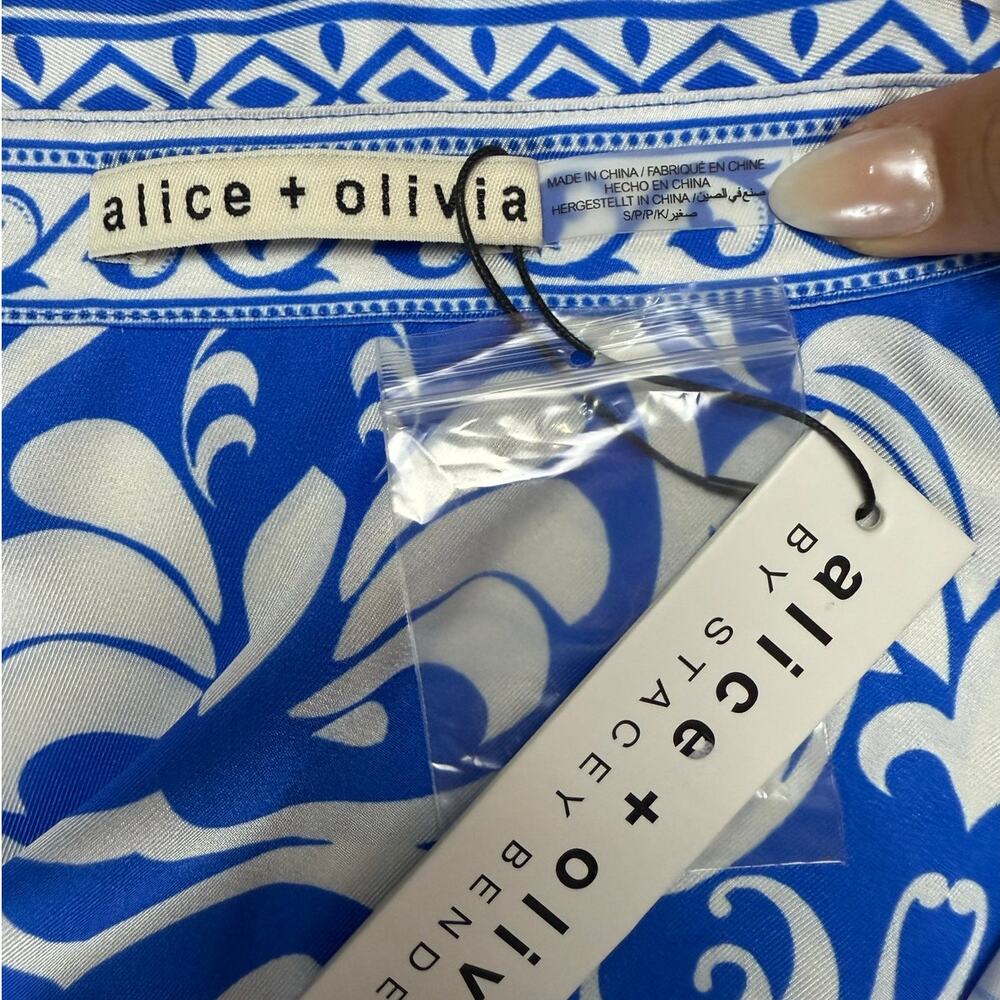 alice + olivia
MADE IN CHINA / FABRIQUÉ EN CHINE
HECHO EN CHINA
HERGESTELLT IN CHINA / صنع في الصين
S/P/P/K/صغير
alice + oliv
BY STACEY BENDE